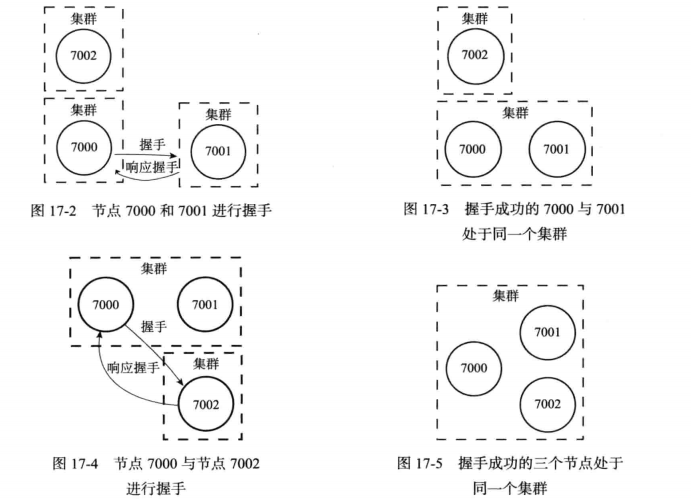 集群
7002
集群
7000
握手
响应握手
集群
7001
图 17-2 节点 7000 和 7001 进行握手
集群
7002
集群
7000
7001
图 17-3 握手成功的 7000 与 7001
处于同一个集群
集群
7000
7001
握手
响应握手
集群
7002
图 17-4 节点 7000 与节点 7002
进行握手
集群
7001
7000
7002
图 17-5 握手成功的三个节点处于
同一个集群